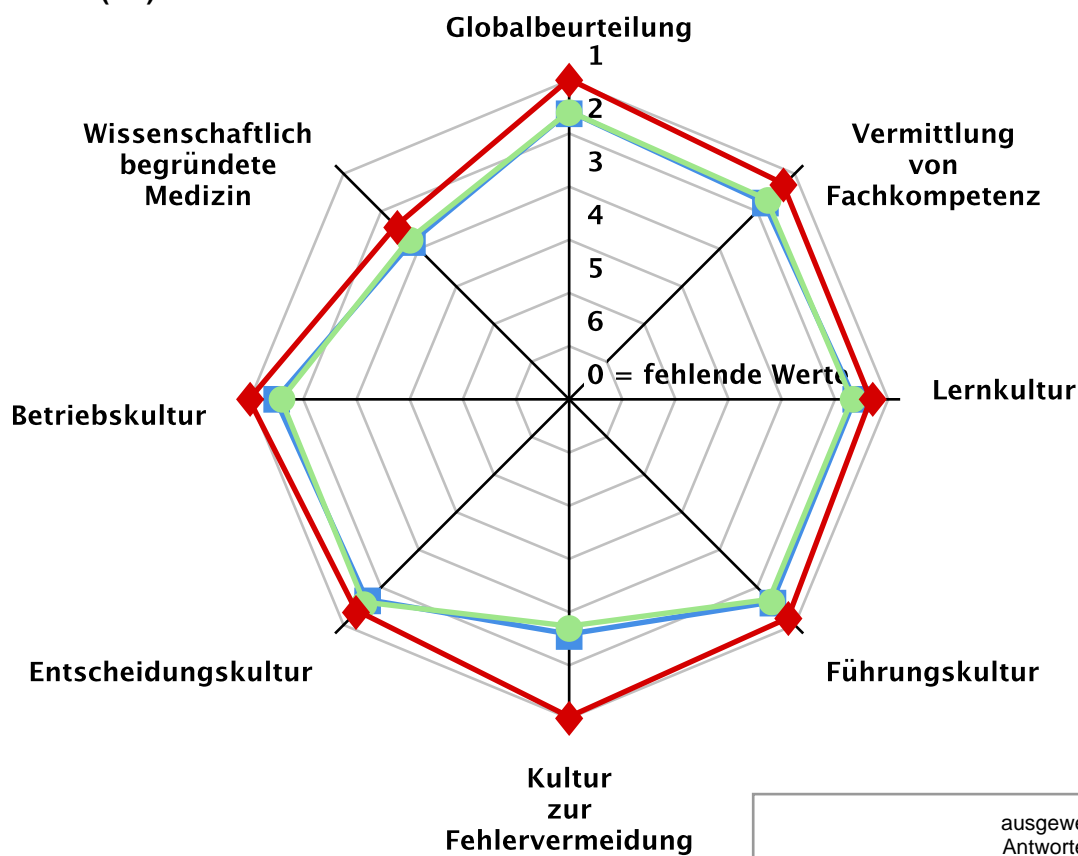 Globalbeurteilung
1
2
3
4
5
6
0 = fehlende Werte
Wissenschaftlich
begründete
Medizin
Vermittlung
von
Fachkompetenz
Lernkultur
Betriebskultur
Entscheidungskultur
Führungskultur
Kultur
zur
Fehlervermeidung